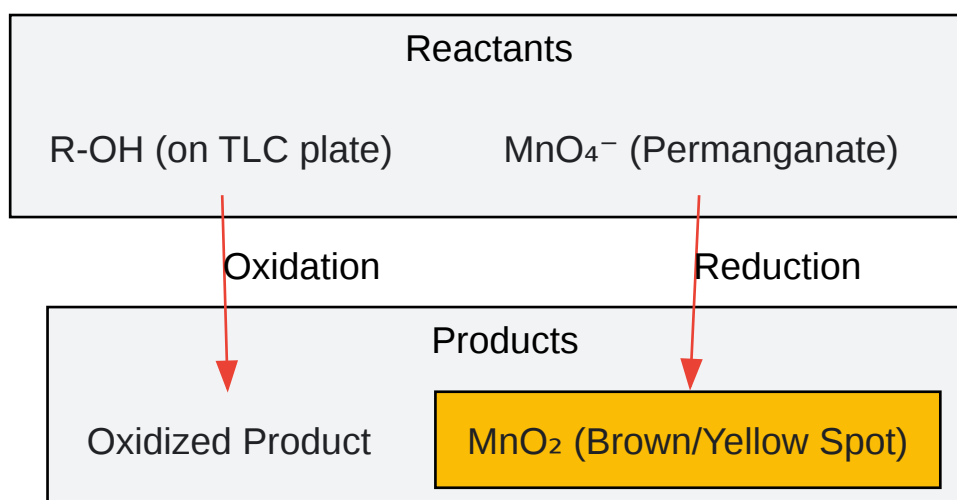 Reactants
R-OH (on TLC plate) MnO₄⁻ (Permanganate)
Oxidation Reduction
Products
Oxidized Product MnO₂ (Brown/Yellow Spot)